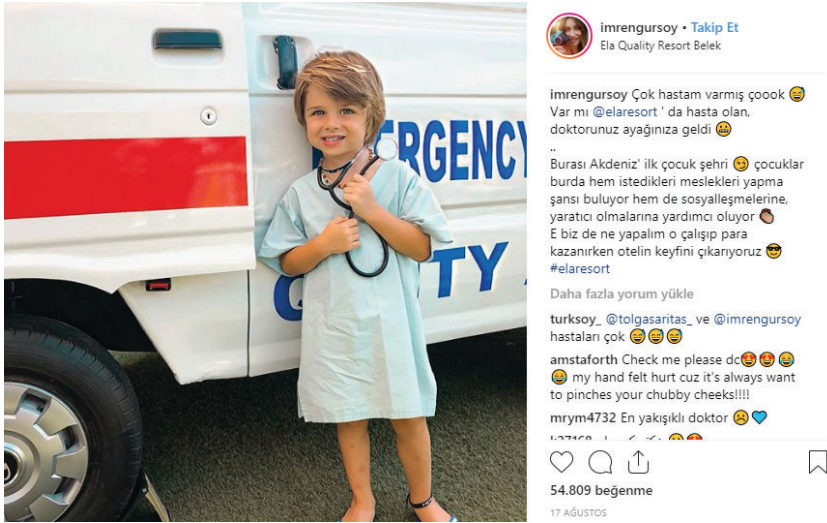 EMERGENCY
imrengursoy • Takip Et
Ela Quality Resort Belek
imrengursoy Çok hastam varmış çoook 😅
Var mı @elaresort ' da hasta olan,
doktorunuz ayağınıza geldi 😬
..
Burası Akdeniz' ilk çocuk şehri 😏 çocuklar
burda hem istedikleri meslekleri yapma
şansı buluyor hem de sosyalleşmelerine,
yaratıcı olmalarına yardımcı oluyor 👏🏽
E biz de ne yapalım o çalışıp para
kazanırken otelin keyfini çıkarıyoruz 😎
#elaresort
Daha fazla yorum yükle
turksoy_ @tolgasaritas_ ve @imrengursoy
hastaları çok 😅😅😅
amstaforth Check me please dc🤩🤩😂
😂 my hand felt hurt cuz it's always want
to pinches your chubby cheeks!!!!
mrym4732 En yakışıklı doktor ☹️💙
54.809 beğenme
17 AĞUSTOS